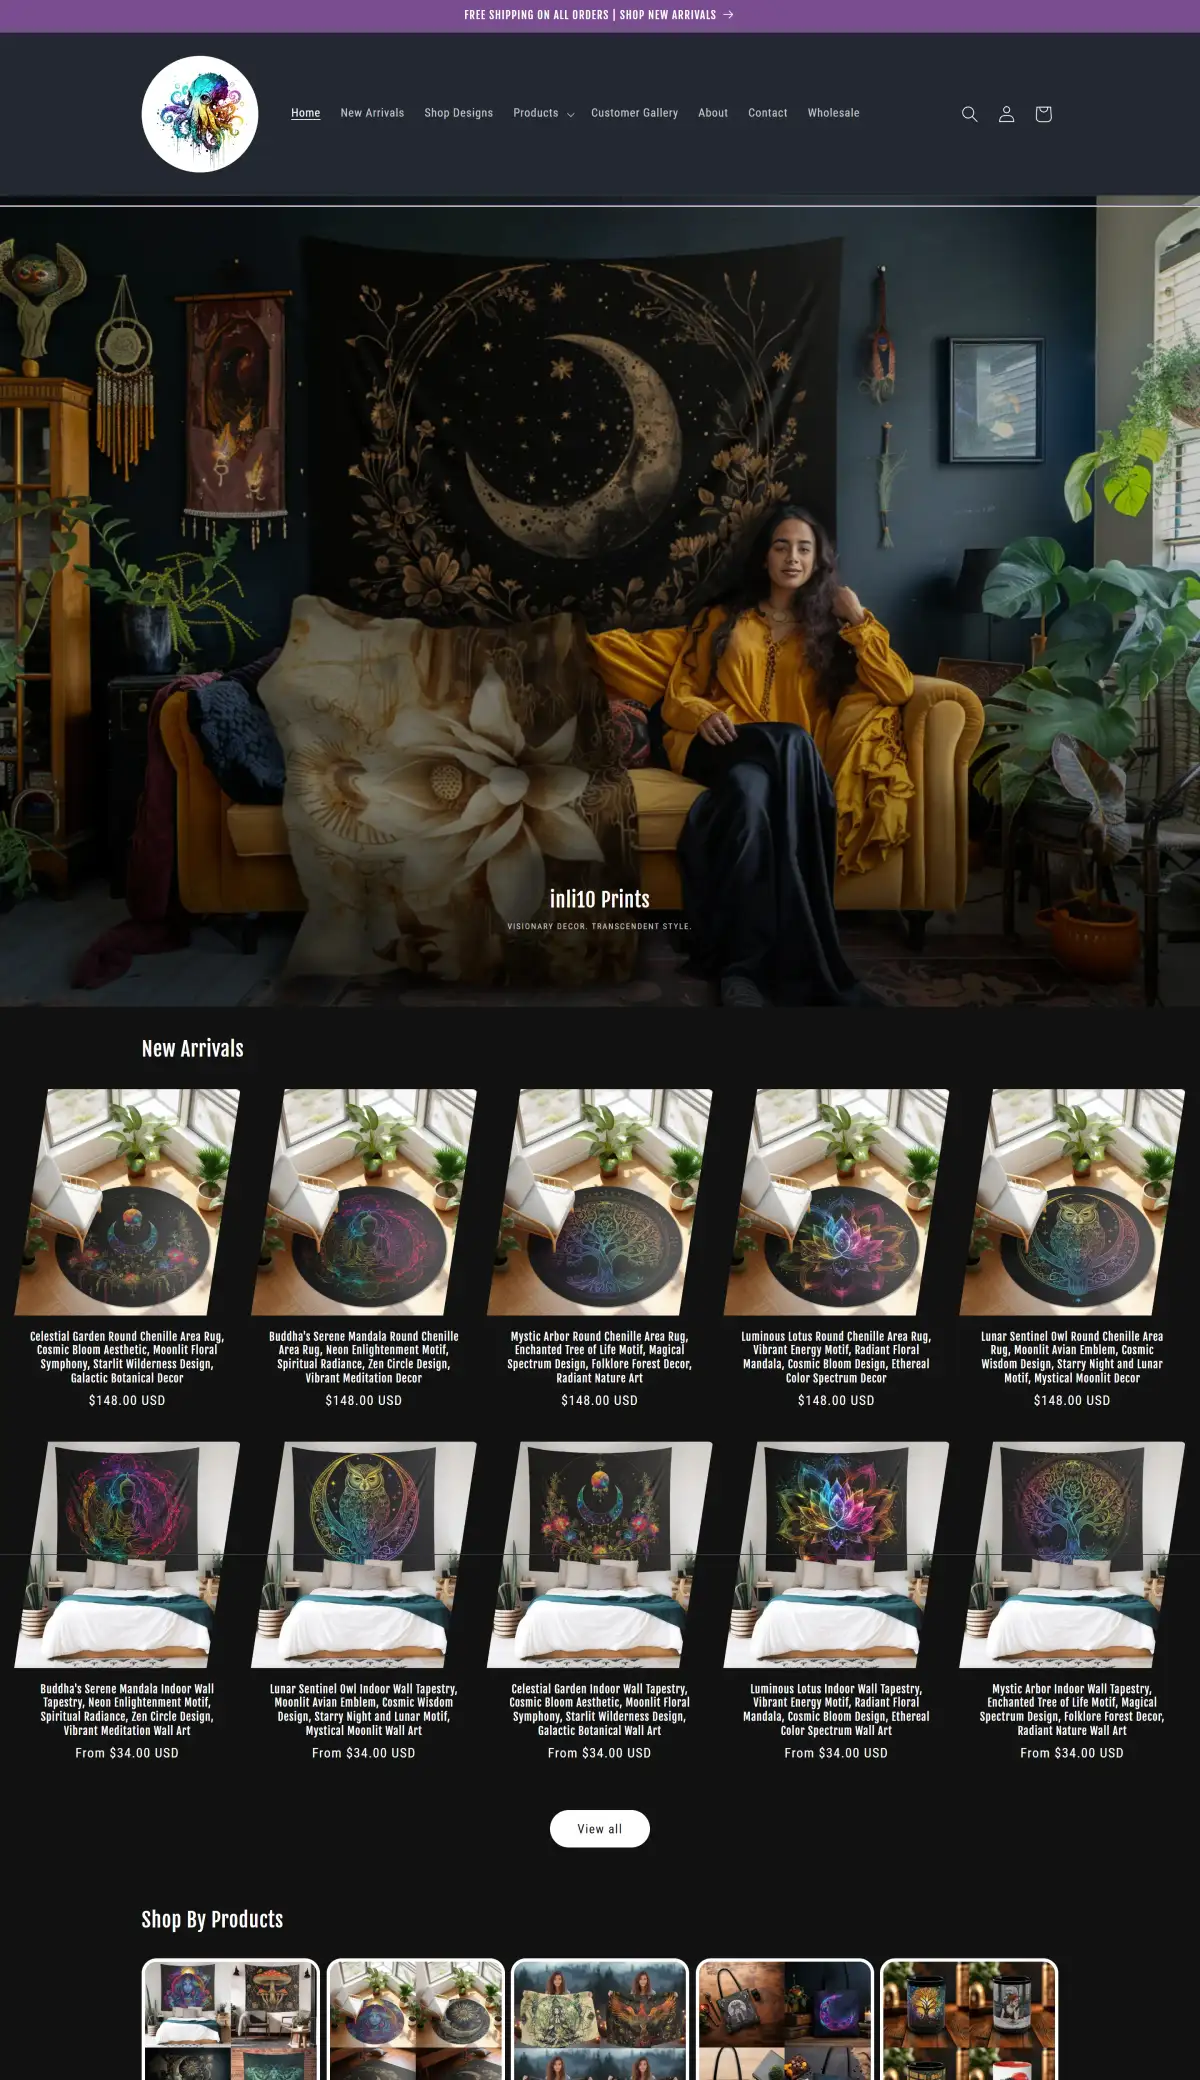 FREE SHIPPING ON ALL ORDERS | SHOP NEW ARRIVALS →
Home New Arrivals Shop Designs Products Customer Gallery About Contact Wholesale
inli10 Prints
VISIONARY DECOR. TRANSCENDENT STYLE.
New Arrivals
Celestial Garden Round Chenille Area Rug,
Cosmic Bloom Aesthetic, Moonlit Floral
Symphony, Starlit Wilderness Design,
Galactic Botanical Decor
$148.00 USD
Buddha's Serene Mandala Round Chenille
Area Rug, Neon Enlightenment Motif,
Spiritual Radiance, Zen Circle Design,
Vibrant Meditation Decor
$148.00 USD
Mystic Arbor Round Chenille Area Rug,
Enchanted Tree of Life Motif, Magical
Spectrum Design, Folklore Forest Decor,
Radiant Nature Art
$148.00 USD
Luminous Lotus Round Chenille Area Rug,
Vibrant Energy Motif, Radiant Floral
Mandala, Cosmic Bloom Design, Ethereal
Color Spectrum Decor
$148.00 USD
Lunar Sentinel Owl Round Chenille Area
Rug, Moonlit Avian Emblem, Cosmic
Wisdom Design, Starry Night and Lunar
Motif, Mystical Moonlit Decor
$148.00 USD
Buddha's Serene Mandala Indoor Wall
Tapestry, Neon Enlightenment Motif,
Spiritual Radiance, Zen Circle Design,
Vibrant Meditation Wall Art
From $34.00 USD
Lunar Sentinel Owl Indoor Wall Tapestry,
Moonlit Avian Emblem, Cosmic Wisdom
Design, Starry Night and Lunar Motif,
Mystical Moonlit Wall Art
From $34.00 USD
Celestial Garden Indoor Wall Tapestry,
Cosmic Bloom Aesthetic, Moonlit Floral
Symphony, Starlit Wilderness Design,
Galactic Botanical Wall Art
From $34.00 USD
Luminous Lotus Indoor Wall Tapestry,
Vibrant Energy Motif, Radiant Floral
Mandala, Cosmic Bloom Design, Ethereal
Color Spectrum Wall Art
From $34.00 USD
Mystic Arbor Indoor Wall Tapestry,
Enchanted Tree of Life Motif, Magical
Spectrum Design, Folklore Forest Decor,
Radiant Nature Wall Art
From $34.00 USD
View all
Shop By Products